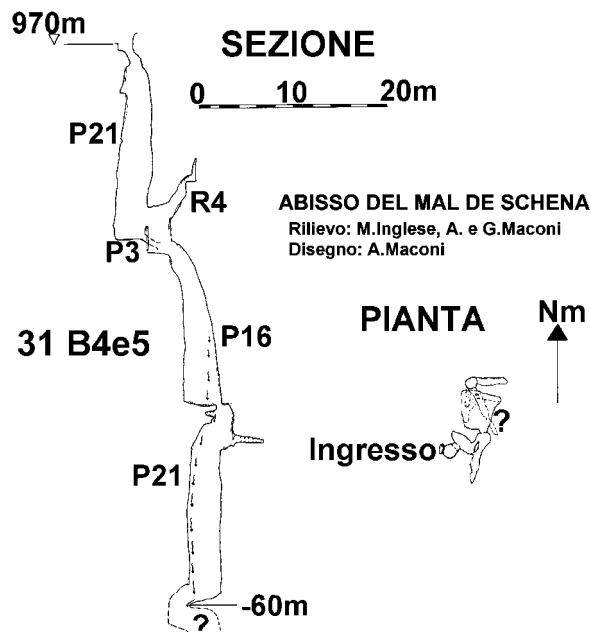 970m
SEZIONE
0 10 20m
P21
R4
ABISSO DEL MAL DE SCHENA
Rilievo: M.Inglese, A. e G.Maconi
Disegno: A.Maconi
P3
PIANTA
Nm
31 B4e5
P16
?
Ingresso
P21
-60m
?